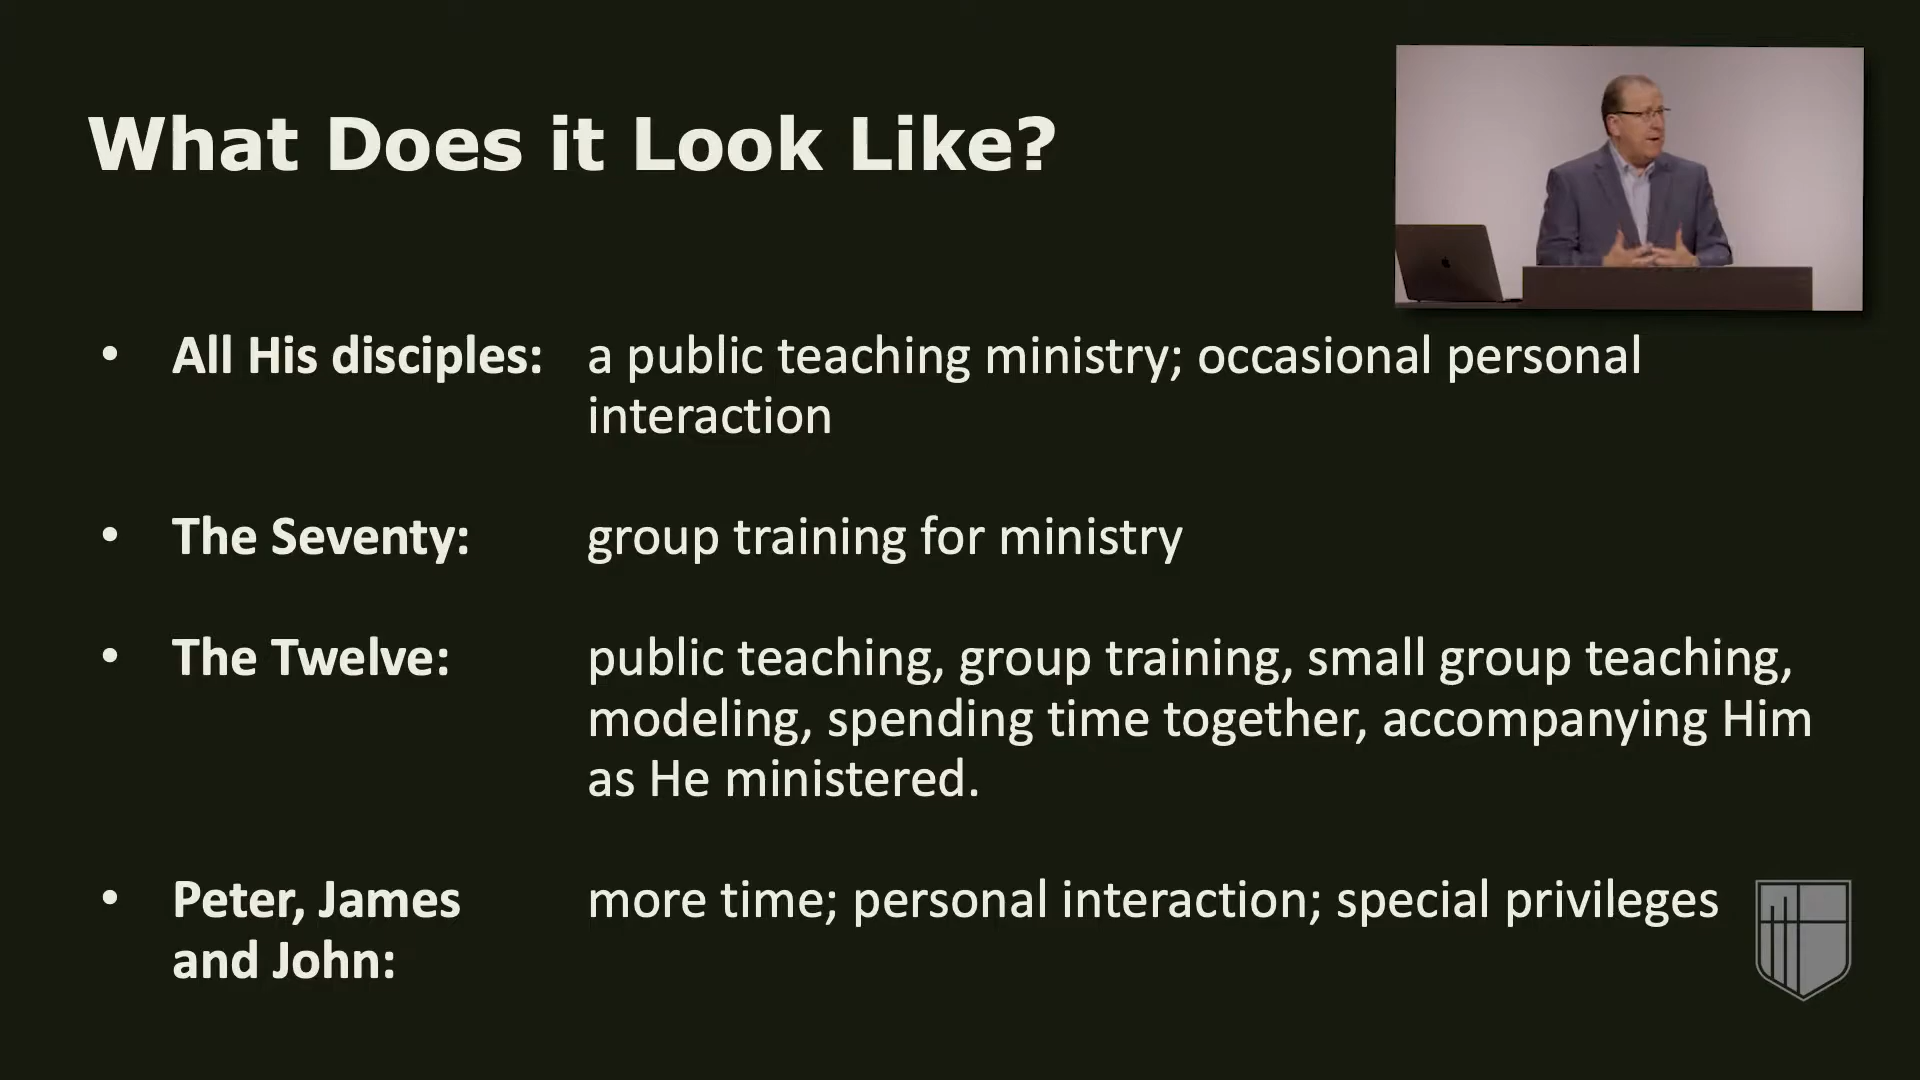 What Does it Look Like?
• All His disciples: a public teaching ministry; occasional personal
interaction
• The Seventy: group training for ministry
• The Twelve: public teaching, group training, small group teaching,
modeling, spending time together, accompanying Him
as He ministered.
• Peter, James more time; personal interaction; special privileges
and John: